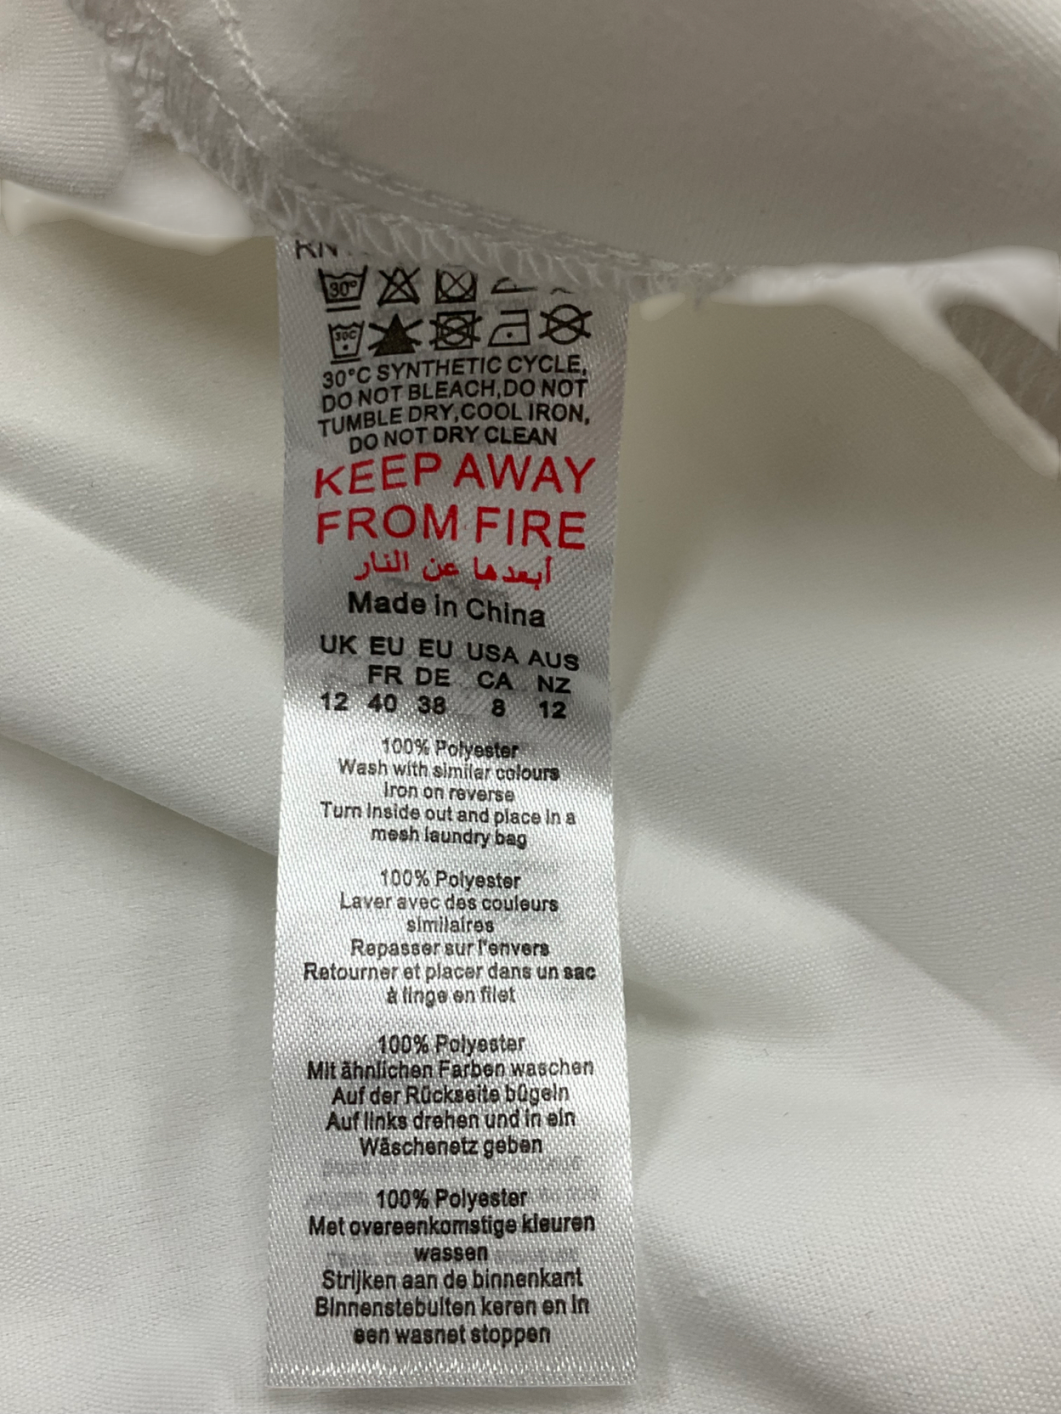 30°
30C
30°C SYNTHETIC CYCLE,
DO NOT BLEACH,DO NOT
TUMBLE DRY,COOL IRON,
DO NOT DRY CLEAN
KEEP AWAY
FROM FIRE
أبعدها عن النار
Made in China
UK EU EU USA AUS
FR DE CA NZ
12 40 38 8 12
100% Polyester
Wash with similar colours
Iron on reverse
Turn inside out and place in a
mesh laundry bag
100% Polyester
Laver avec des couleurs
similaires
Repasser sur l'envers
Retourner et placer dans un sac
à linge en filet
100% Polyester
Mit ähnlichen Farben waschen
Auf der Rückseite bügeln
Auf links drehen und in ein
Wäschenetz geben
100% Polyester
Met overeenkomstige kleuren
wassen
Strijken aan de binnenkant
Binnenstebuiten keren en in
een wasnet stoppen